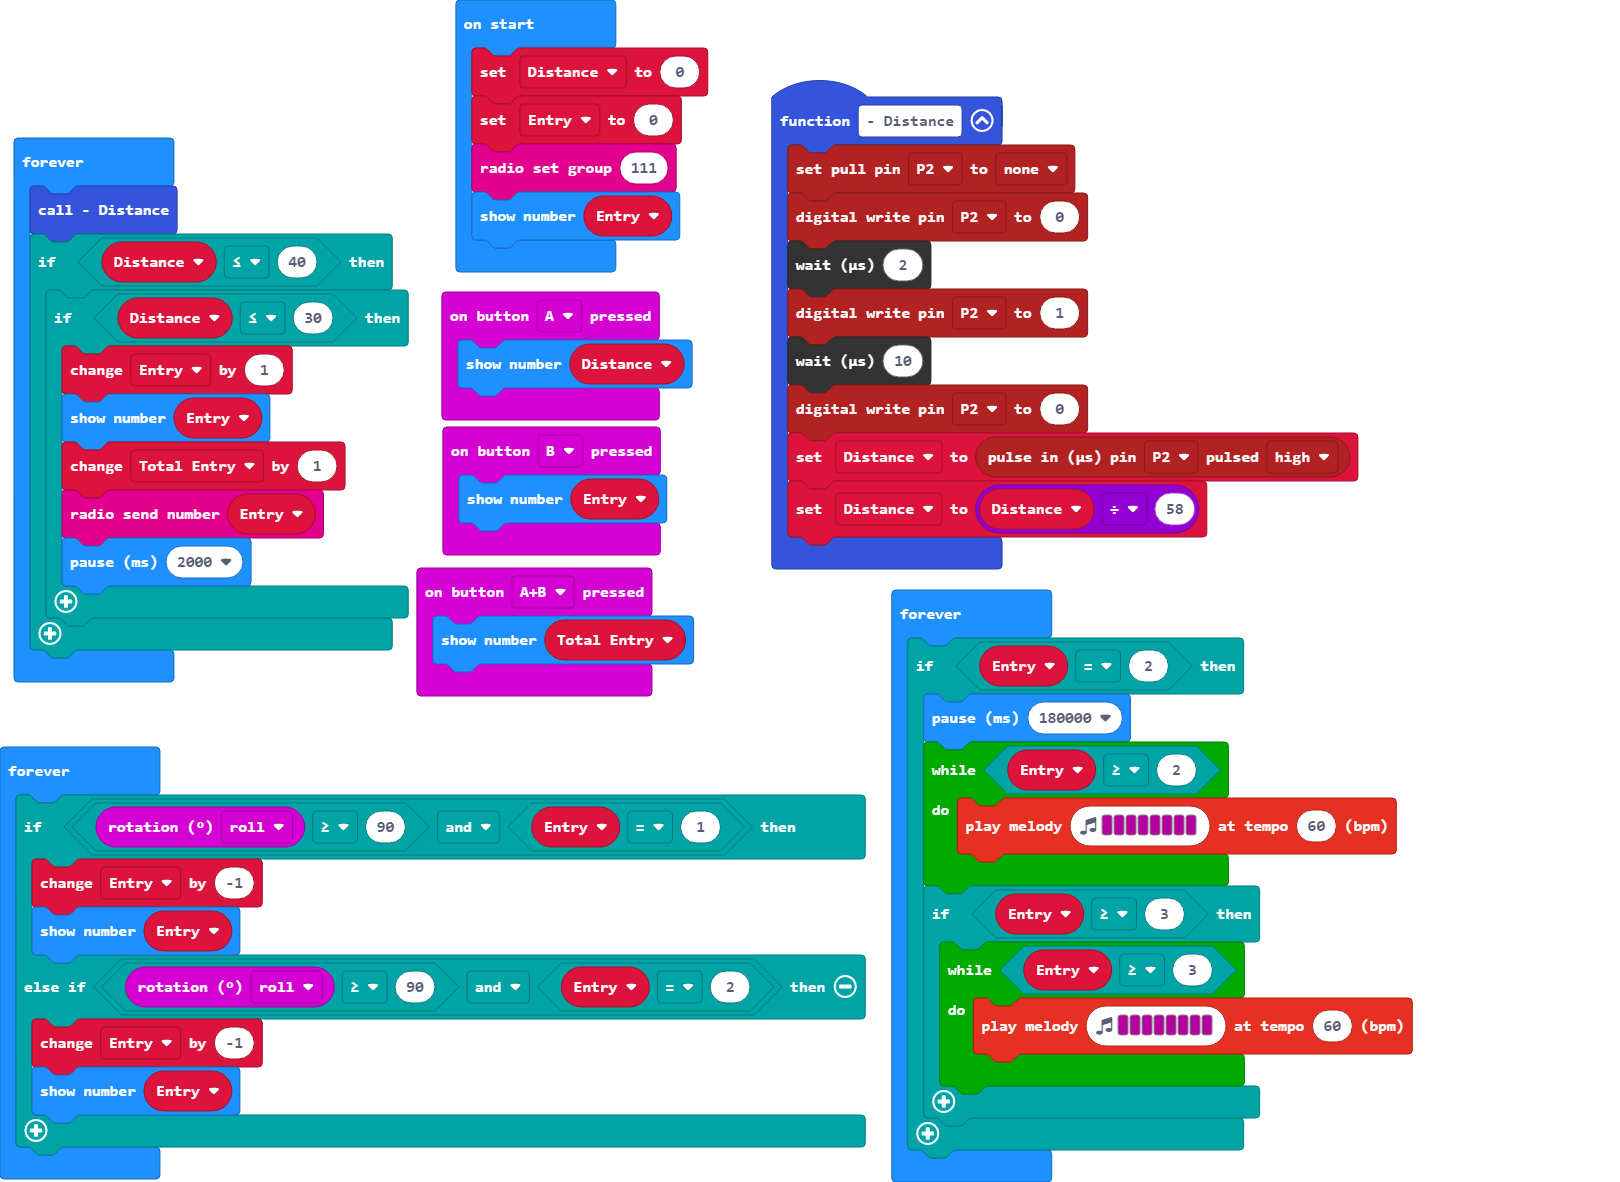 on start
set Distance to 0
set Entry to 0
radio set group 111
show number Entry
function - Distance
set pull pin P2 to none
digital write pin P2 to 0
wait (µs) 2
digital write pin P2 to 1
wait (µs) 10
digital write pin P2 to 0
set Distance to pulse in (µs) pin P2 pulsed high
set Distance to Distance ÷ 58
forever
call - Distance
if Distance ≤ 40 then
if Distance ≤ 30 then
change Entry by 1
show number Entry
change Total Entry by 1
radio send number Entry
pause (ms) 2000
on button A pressed
show number Distance
on button B pressed
show number Entry
on button A+B pressed
show number Total Entry
forever
if Entry = 2 then
pause (ms) 180000
while Entry ≥ 2
do play melody at tempo 60 (bpm)
if Entry ≥ 3 then
while Entry ≥ 3
do play melody at tempo 60 (bpm)
forever
if rotation (º) roll ≥ 90 and Entry = 1 then
change Entry by -1
show number Entry
else if rotation (º) roll ≥ 90 and Entry = 2 then
change Entry by -1
show number Entry